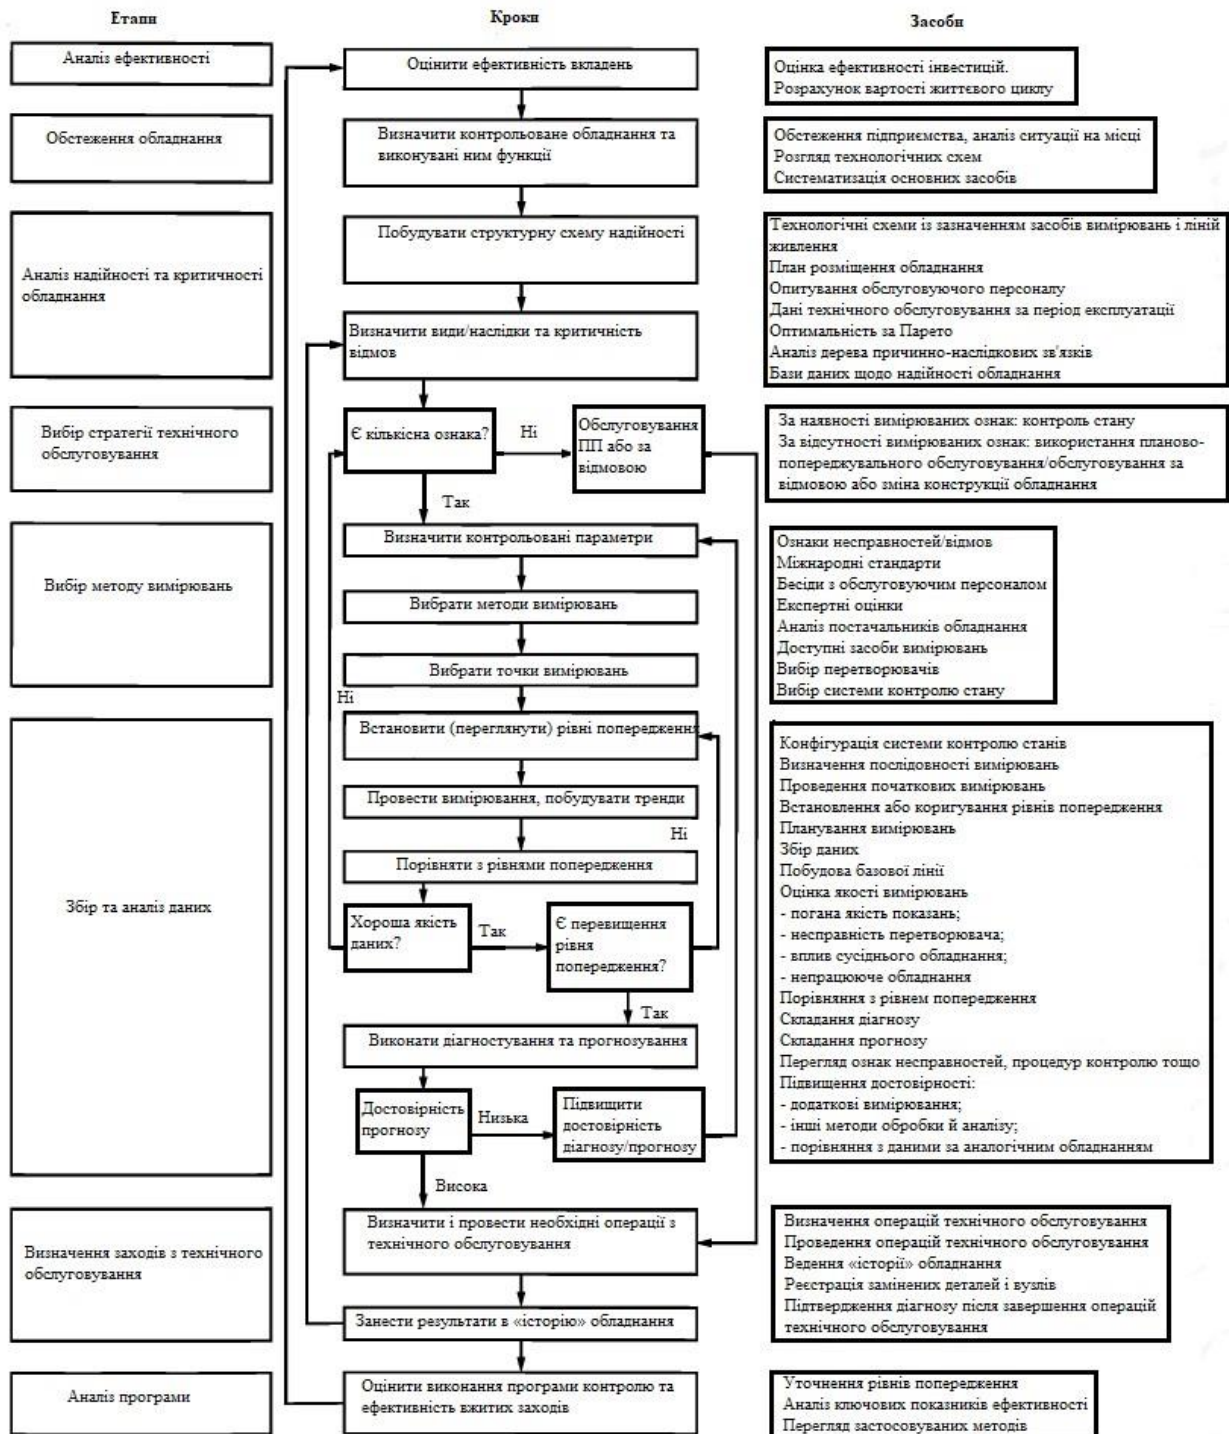 Етапи
Кроки
Засоби
Аналіз ефективності
Оцінити ефективність вкладень
Оцінка ефективності інвестицій.
Розрахунок вартості життєвого циклу
Обстеження обладнання
Визначити контрольоване обладнання та
виконувані ним функції
Обстеження підприємства, аналіз ситуації на місці
Розгляд технологічних схем
Систематизація основних засобів
Аналіз надійності та критичності
обладнання
Побудувати структурну схему надійності
Визначити види/наслідки та критичність
відмов
Технологічні схеми із зазначенням засобів вимірювань і ліній
живлення
План розміщення обладнання
Опитування обслуговуючого персоналу
Дані технічного обслуговування за період експлуатації
Оптимальність за Парето
Аналіз дерева причинно-наслідкових зв'язків
Бази даних щодо надійності обладнання
Вибір стратегії технічного
обслуговування
Є кількісна ознака?
Ні
Обслуговування
ПП або за
відмовою
Так
За наявності вимірюваних ознак: контроль стану
За відсутності вимірюваних ознак: використання планово-
попереджувального обслуговування/обслуговування за
відмовою або зміна конструкції обладнання
Вибір методу вимірювань
Визначити контрольовані параметри
Вибрати методи вимірювань
Вибрати точки вимірювань
Ні
Ознаки несправностей/відмов
Міжнародні стандарти
Бесіди з обслуговуючим персоналом
Експертні оцінки
Аналіз постачальників обладнання
Доступні засоби вимірювань
Вибір перетворювачів
Вибір системи контролю стану
Збір та аналіз даних
Встановити (переглянути) рівні попередження
Провести вимірювання, побудувати тренди
Ні
Порівняти з рівнями попередження
Хороша якість
даних?
Так
Є перевищення
рівня
попередження?
Так
Виконати діагностування та прогнозування
Достовірність
прогнозу
Низька
Підвищити
достовірність
діагнозу/прогнозу
Висока
Конфігурація системи контролю станів
Визначення послідовності вимірювань
Проведення початкових вимірювань
Встановлення або коригування рівнів попередження
Планування вимірювань
Збір даних
Побудова базової лінії
Оцінка якості вимірювань
- погана якість показань;
- несправність перетворювача;
- вплив сусіднього обладнання;
- непрацююче обладнання
Порівняння з рівнем попередження
Складання діагнозу
Складання прогнозу
Перегляд ознак несправностей, процедур контролю тощо
Підвищення достовірності:
- додаткові вимірювання;
- інші методи обробки й аналізу;
- порівняння з даними за аналогічним обладнанням
Визначення заходів з технічного
обслуговування
Визначити і провести необхідні операції з
технічного обслуговування
Занести результати в «історію» обладнання
Визначення операцій технічного обслуговування
Проведення операцій технічного обслуговування
Ведення «історії» обладнання
Реєстрація замінених деталей і вузлів
Підтвердження діагнозу після завершення операцій
технічного обслуговування
Аналіз програми
Оцінити виконання програми контролю та
ефективність вжитих заходів
Уточнення рівнів попередження
Аналіз ключових показників ефективності
Перегляд застосовуваних методів